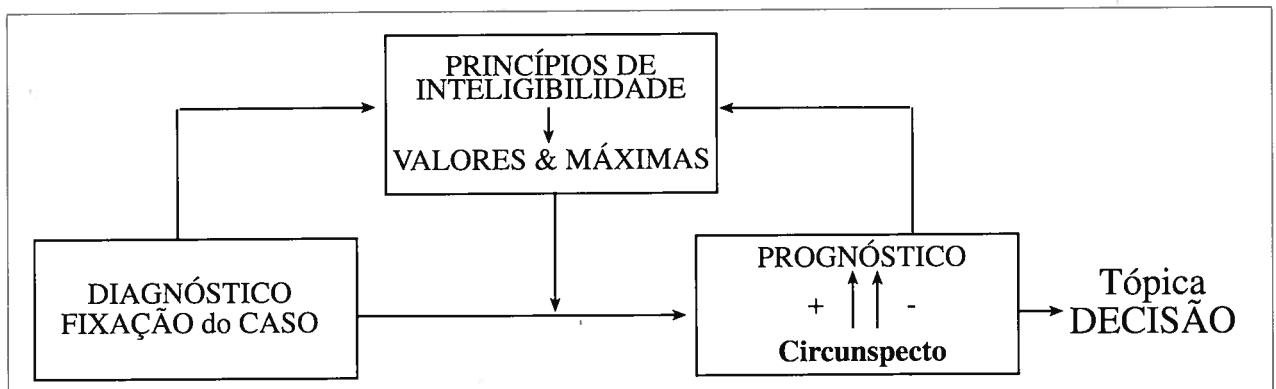 PRINCÍPIOS DE
INTELIGIBILIDADE
VALORES & MÁXIMAS
DIAGNÓSTICO
FIXAÇÃO do CASO
PROGNÓSTICO
+ -
Circunspecto
Tópica
DECISÃO